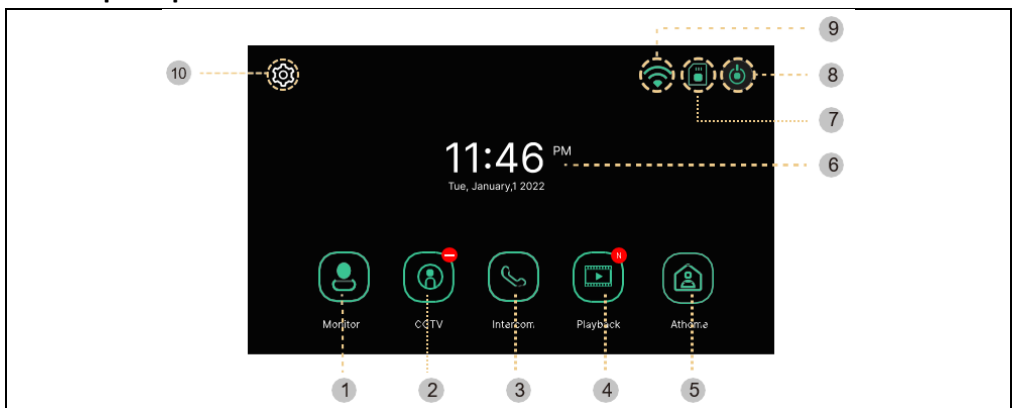 9
10
8
7
11:46 PM
6
Tue, January,1 2022
N
Monitor
CCTV
Intercom
Playback
Athome
1
2
3
4
5